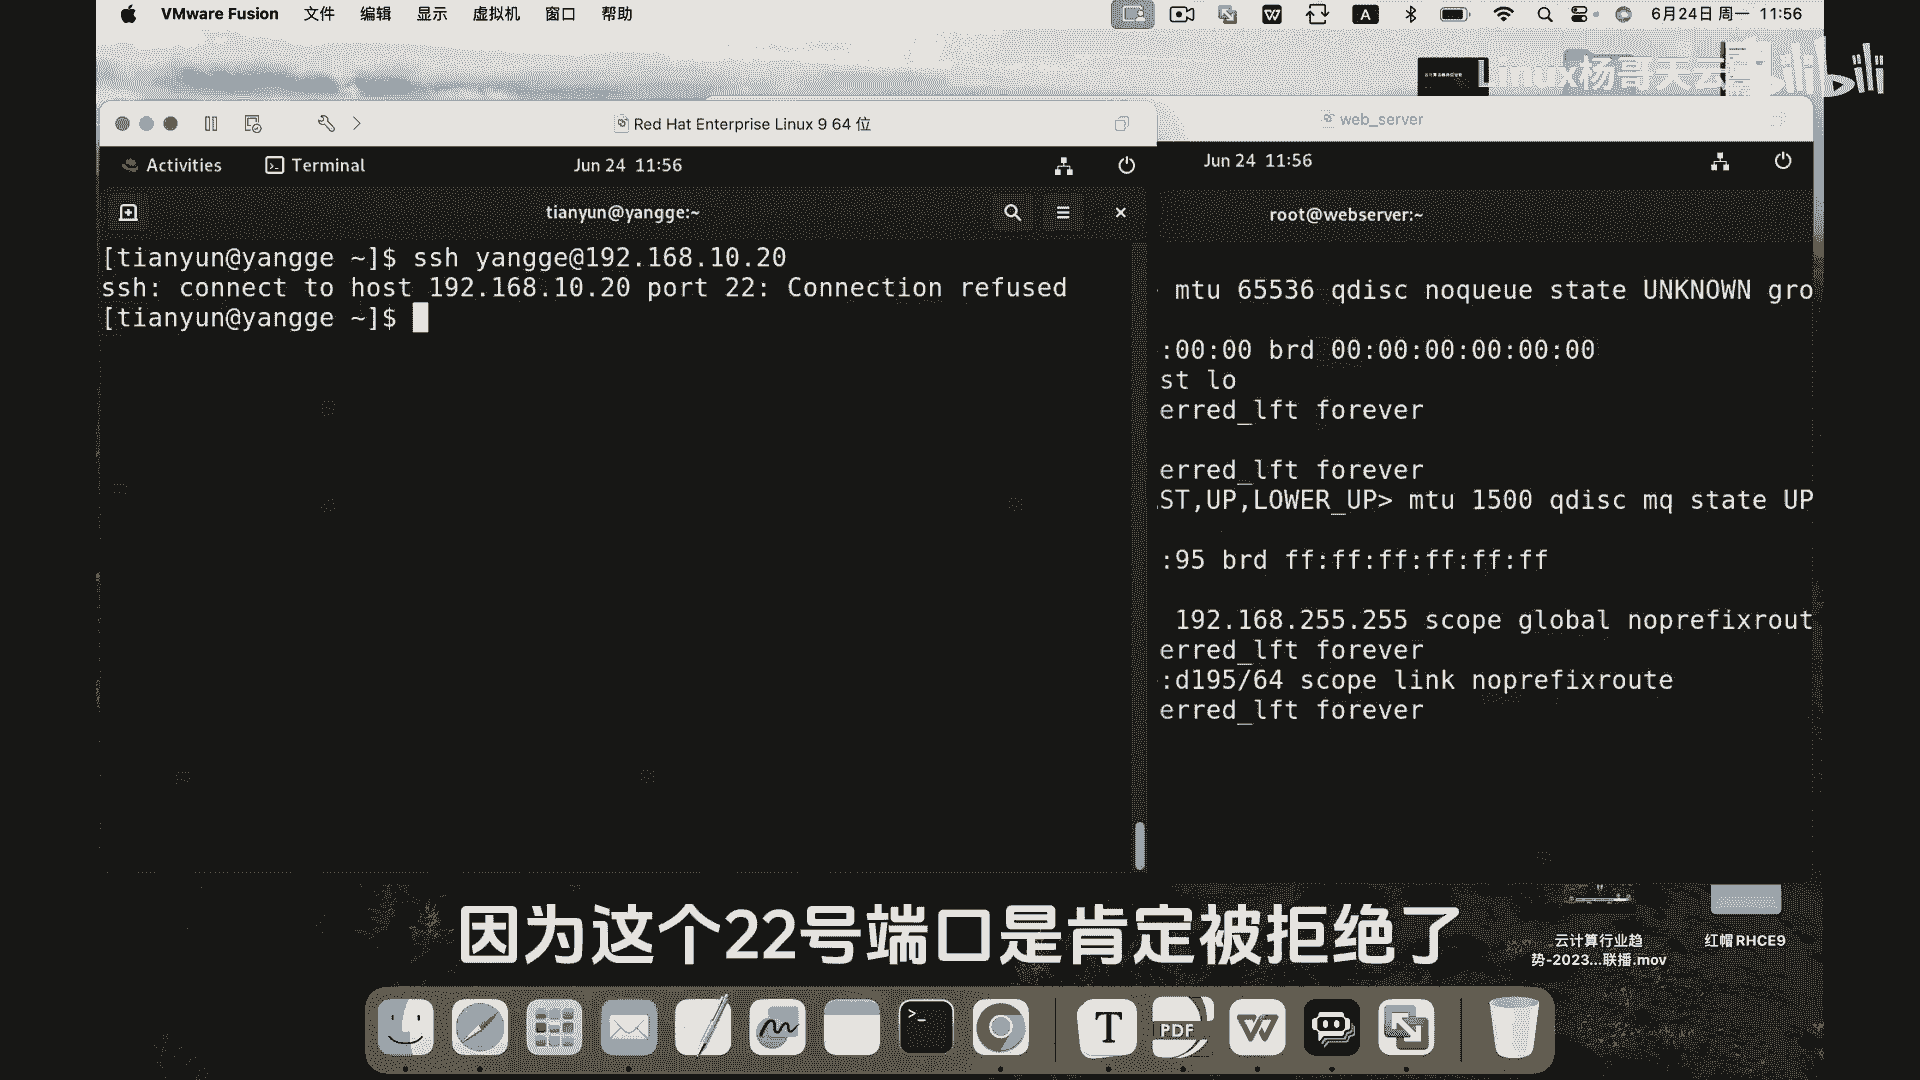 VMware Fusion 文件 编辑 显示 虚拟机 窗口 帮助 6月24日 周一 11:56
Linux杨哥天云 bilibili
Red Hat Enterprise Linux 9 64 位
web_server
Activities Terminal Jun 24 11:56
Jun 24 11:56
tianyun@yangge:~
root@webserver:~
[tianyun@yangge ~]$ ssh yangge@192.168.10.20
ssh: connect to host 192.168.10.20 port 22: Connection refused
[tianyun@yangge ~]$
mtu 65536 qdisc noqueue state UNKNOWN gro
:00:00 brd 00:00:00:00:00:00
st lo
erred_lft forever
erred_lft forever
ST,UP,LOWER_UP> mtu 1500 qdisc mq state UP
:95 brd ff:ff:ff:ff:ff:ff
192.168.255.255 scope global noprefixrout
erred_lft forever
:d195/64 scope link noprefixroute
erred_lft forever
因为这个22号端口是肯定被拒绝了
云计算行业趋
势-2023...联播.mov
红帽RHCE9
PDF